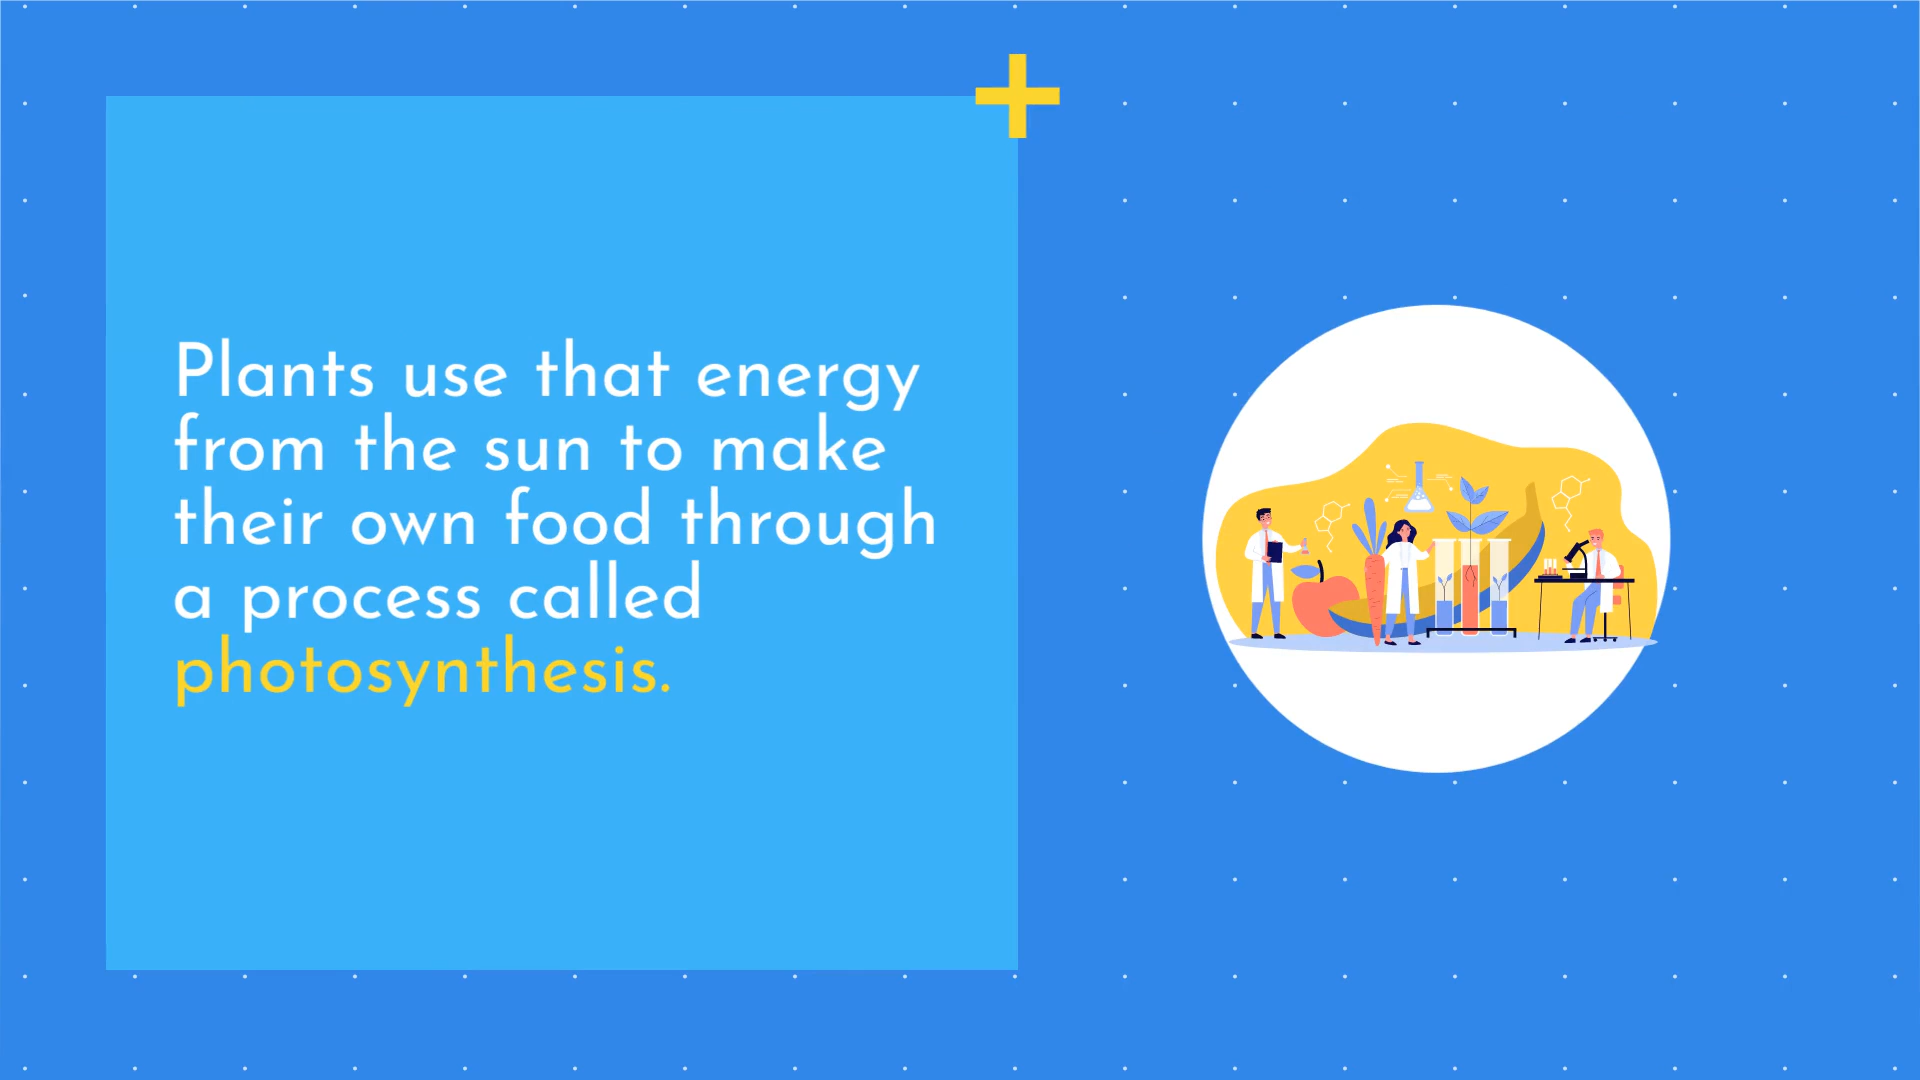 Plants use that energy
from the sun to make
their own food through
a process called
photosynthesis.